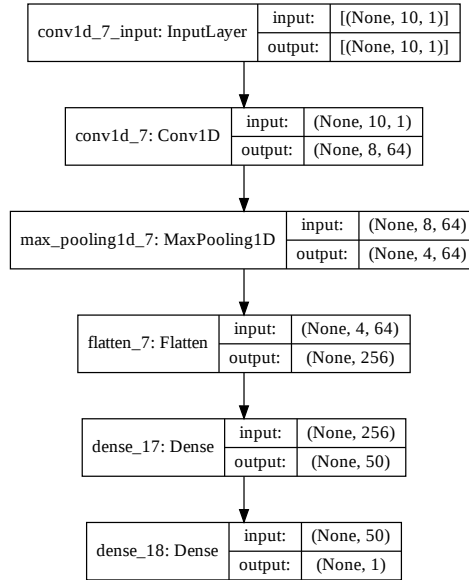 conv1d_7_input: InputLayer
input: [(None, 10, 1)]
output: [(None, 10, 1)]
conv1d_7: Conv1D
input: (None, 10, 1)
output: (None, 8, 64)
max_pooling1d_7: MaxPooling1D
input: (None, 8, 64)
output: (None, 4, 64)
flatten_7: Flatten
input: (None, 4, 64)
output: (None, 256)
dense_17: Dense
input: (None, 256)
output: (None, 50)
dense_18: Dense
input: (None, 50)
output: (None, 1)